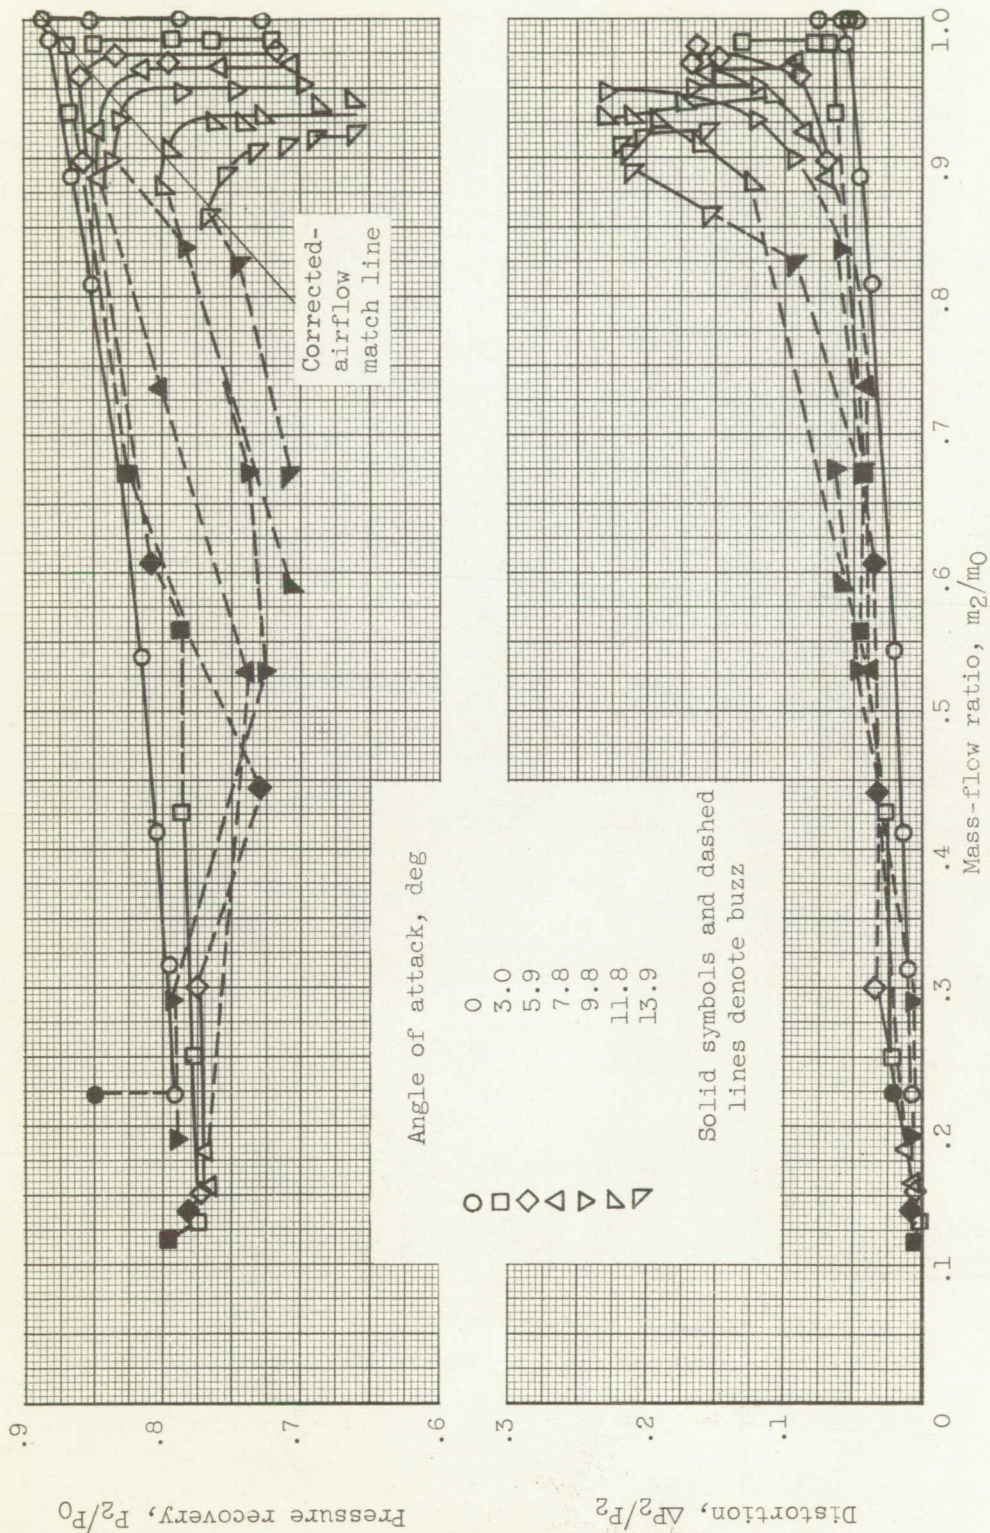 Pressure recovery, P2/P0
.9
.8
.7
.6
Corrected-
airflow
match line
Angle of attack, deg
0
3.0
5.9
7.8
9.8
11.8
13.9
Solid symbols and dashed
lines denote buzz
Distortion, ΔP2/P2
.3
.2
.1
0
.1
.2
.3
.4
.5
.6
.7
.8
.9
1.0
Mass-flow ratio, m2/m0